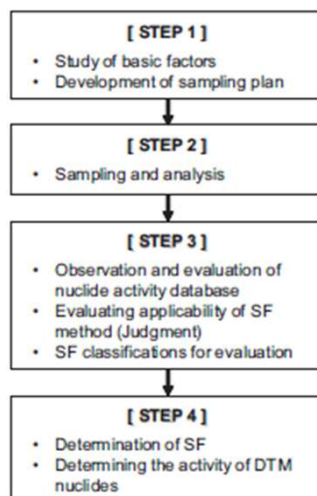 [ STEP 1 ]
• Study of basic factors
• Development of sampling plan
[ STEP 2 ]
• Sampling and analysis
[ STEP 3 ]
• Observation and evaluation of
nuclide activity database
• Evaluating applicability of SF
method (Judgment)
• SF classifications for evaluation
[ STEP 4 ]
• Determination of SF
• Determining the activity of DTM
nuclides